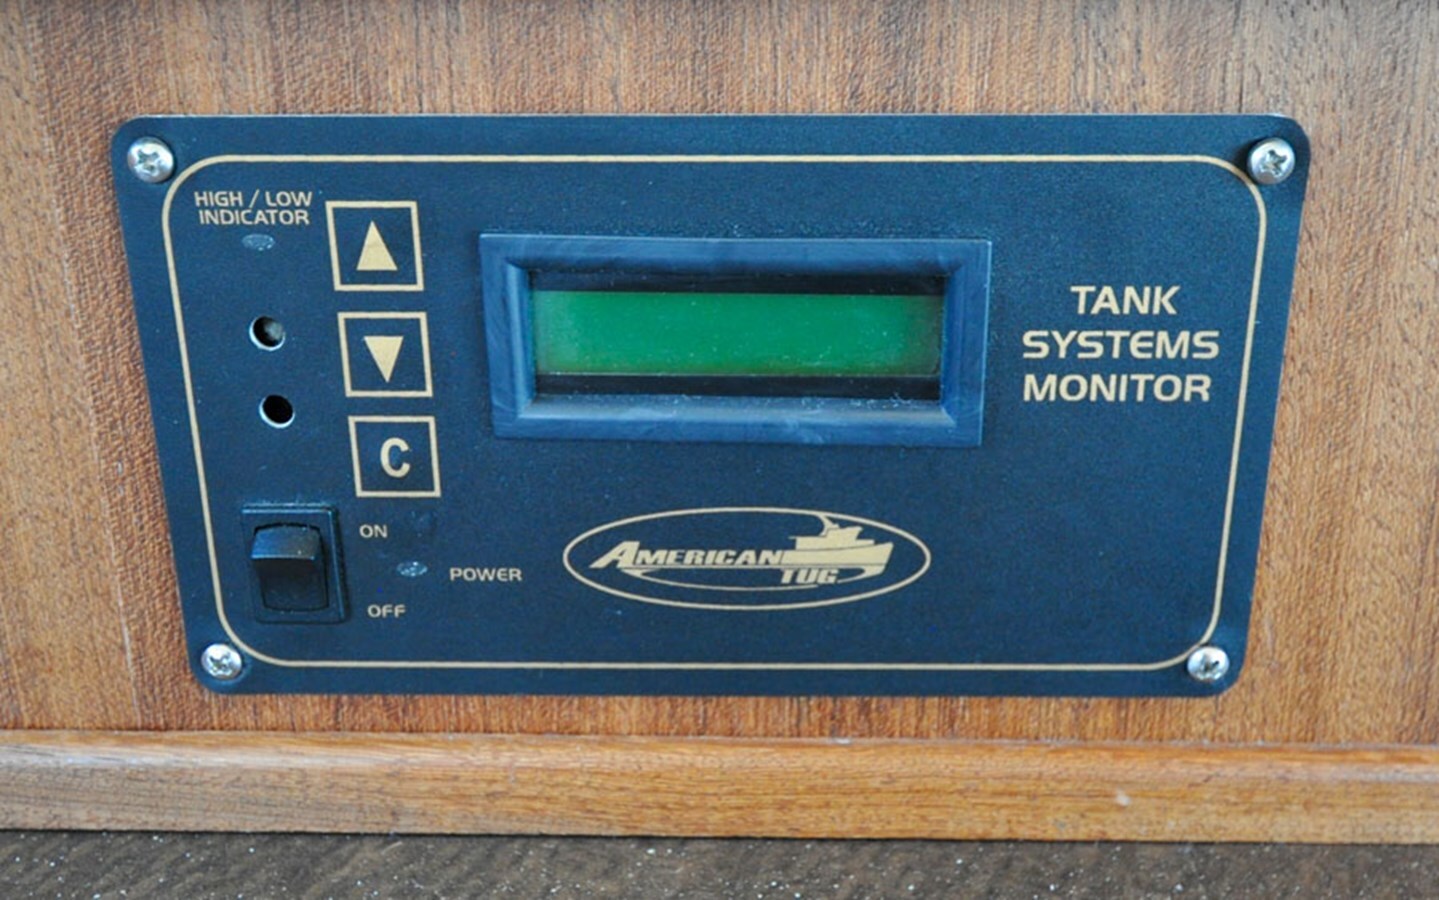 HIGH / LOW
INDICATOR
C
ON
POWER
OFF
TANK
SYSTEMS
MONITOR
AMERICAN
TUG